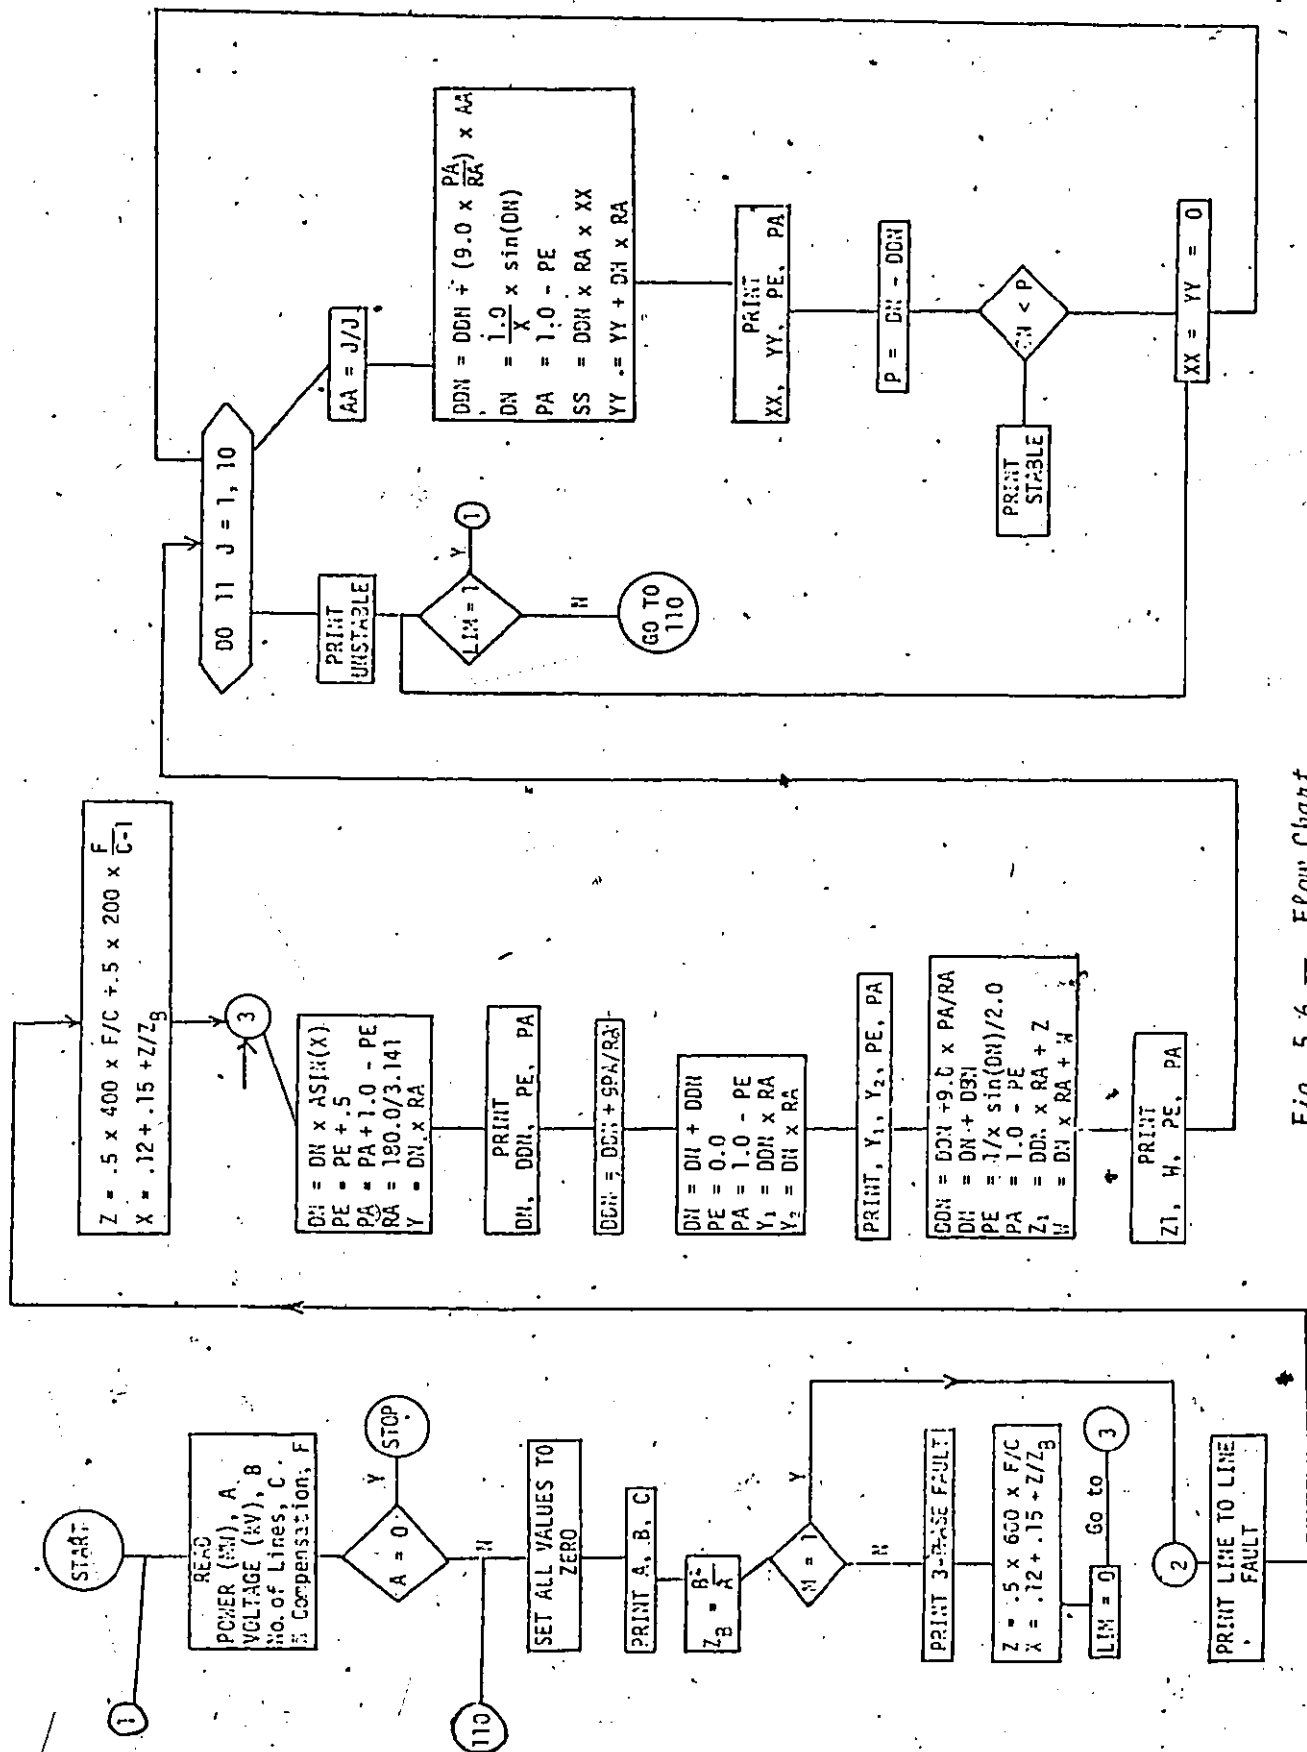 START
1
READ
POWER (MW), A
VOLTAGE (KV), B
No. of Lines, C
% Compensation, F
A = 0
Y
STOP
N
110
SET ALL VALUES TO
ZERO
PRINT A, B, C
Z_B = B²/A
M = 1
Y
N
PRINT 3-PHASE FAULT
Z = .5 x 600 x F/C
X = .12 + .15 + Z/Z_B
LIM = 0
Go to
3
2
PRINT LINE TO LINE
FAULT
Z = .5 x 400 x F/C + .5 x 200 x F/C-1
X = .12 + .15 + Z/Z_B
3
DN = DN x ASIN(X)
PE = PE + .5
PA = PA + 1.0 - PE
RA = 180.0/3.141
Y = DN x RA
PRINT
DN, DDN, PE, PA
DDN = DDN + 9PA/RA
DN = DN + DDN
PE = 0.0
PA = 1.0 - PE
Y₁ = DDN x RA
Y₂ = DN x RA
PRINT, Y₁, Y₂, PE, PA
DDN = DDN + 9.0 x PA/RA
DN = DN + DDN
PE = 1/x sin(DN)/2.0
PA = 1.0 - PE
Z₁ = DDN x RA + Z
W = DN x RA + W
PRINT
Z1, W, PE, PA
DO 11 J = 1, 10
PRINT
UNSTABLE
LIM = 1
Y
1
N
GO TO
110
AA = J/J
DDN = DDN + (9.0 x PA/RA) x AA
DN = 1.0/X x sin(DN)
PA = 1.0 - PE
SS = DDN x RA x XX
YY = YY + DN x RA
PRINT
XX, YY, PE, PA
P = DN - DDN
DN < P
PRINT
STABLE
XX = YY = 0
Fig. 5.6 — Flow Chart